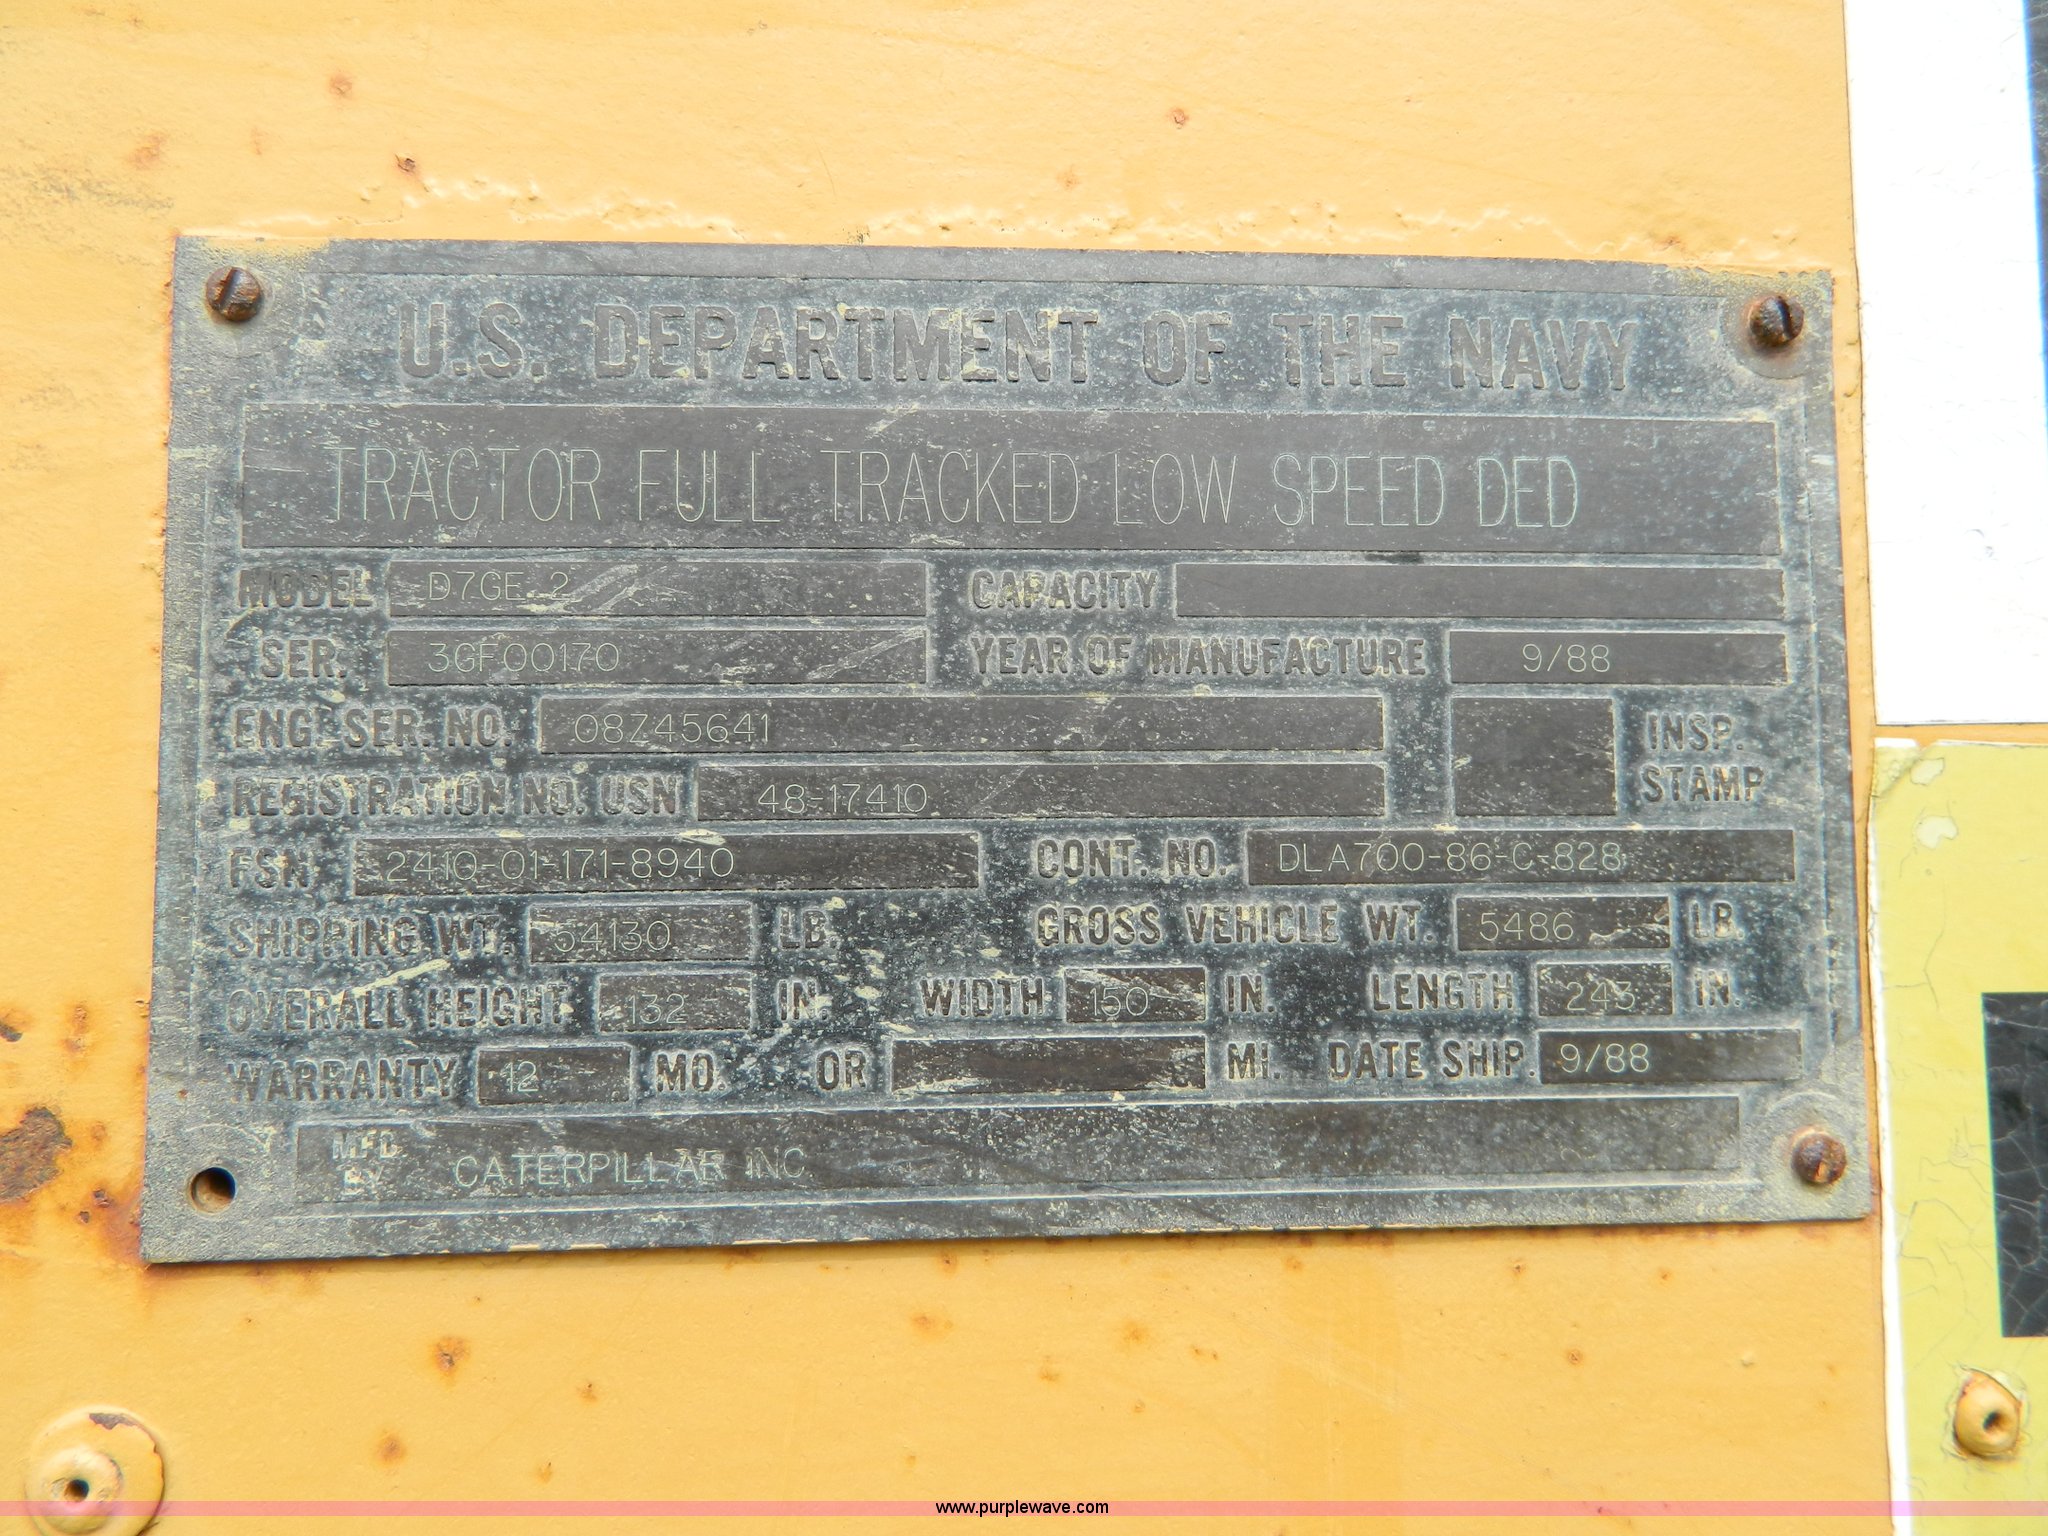 U.S. DEPARTMENT OF THE NAVY
TRACTOR FULL TRACKED LOW SPEED DED
MODEL D7GE 2 CAPACITY
SER. 3GF00170 YEAR OF MANUFACTURE 9/88
ENG. SER. NO. 08Z45641 INSP. STAMP
REGISTRATION NO. USN 48-17410
FSN 2410-01-171-8940 CONT. NO. DLA700-86-C-828
SHIPPING WT. 54130 LB. GROSS VEHICLE WT. 5486 LB.
OVERALL HEIGHT 132 IN. WIDTH 150 IN. LENGTH 243 IN.
WARRANTY 12 MO. OR MI. DATE SHIP. 9/88
MFD BY CATERPILLAR INC
www.purplewave.com